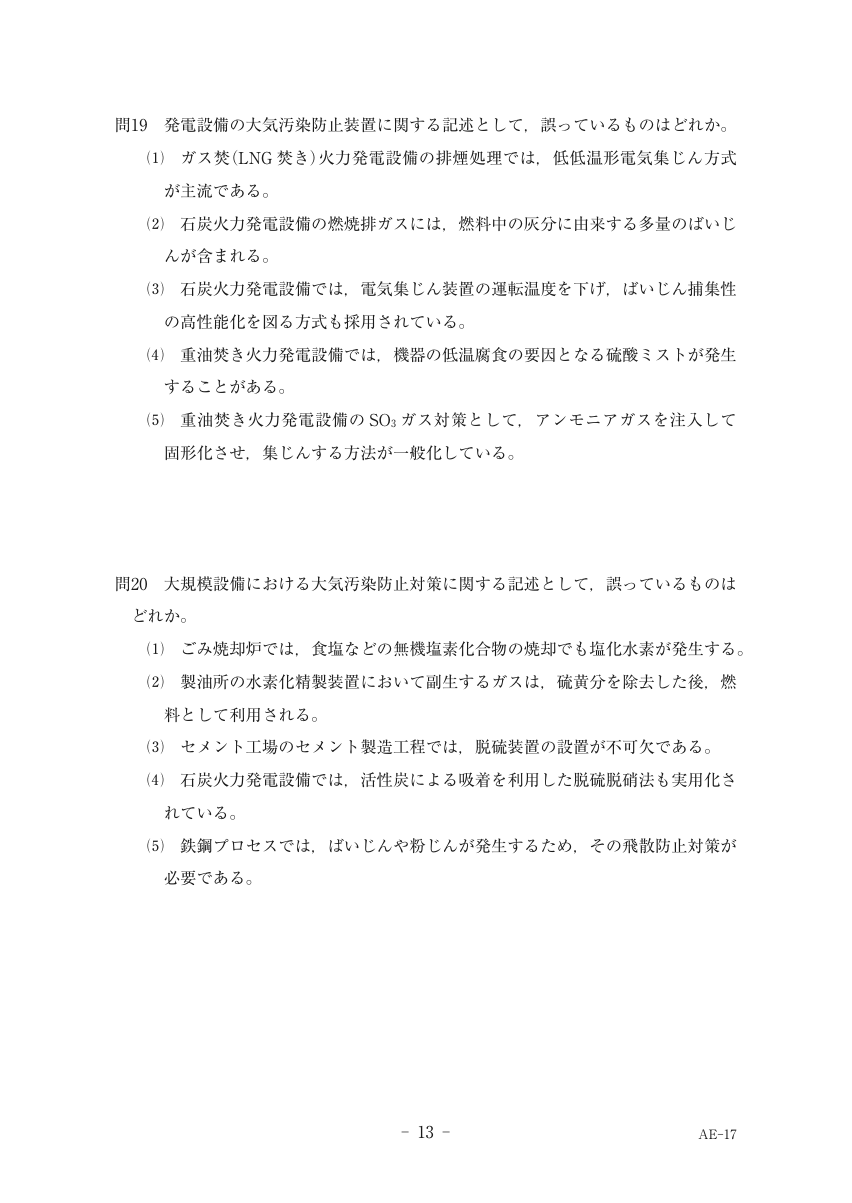 問19　発電設備の大気汚染防止装置に関する記述として，誤っているものはどれか。
⑴　ガス焚(LNG 焚き)火力発電設備の排煙処理では，低低温形電気集じん方式
が主流である。
⑵　石炭火力発電設備の燃焼排ガスには，燃料中の灰分に由来する多量のばいじ
んが含まれる。
⑶　石炭火力発電設備では，電気集じん装置の運転温度を下げ，ばいじん捕集性
の高性能化を図る方式も採用されている。
⑷　重油焚き火力発電設備では，機器の低温腐食の要因となる硫酸ミストが発生
することがある。
⑸　重油焚き火力発電設備の SO₃ ガス対策として，アンモニアガスを注入して
固形化させ，集じんする方法が一般化している。
問20　大規模設備における大気汚染防止対策に関する記述として，誤っているものは
どれか。
⑴　ごみ焼却炉では，食塩などの無機塩素化合物の焼却でも塩化水素が発生する。
⑵　製油所の水素化精製装置において副生するガスは，硫黄分を除去した後，燃
料として利用される。
⑶　セメント工場のセメント製造工程では，脱硫装置の設置が不可欠である。
⑷　石炭火力発電設備では，活性炭による吸着を利用した脱硫脱硝法も実用化さ
れている。
⑸　鉄鋼プロセスでは，ばいじんや粉じんが発生するため，その飛散防止対策が
必要である。
－ 13 －
AE−17